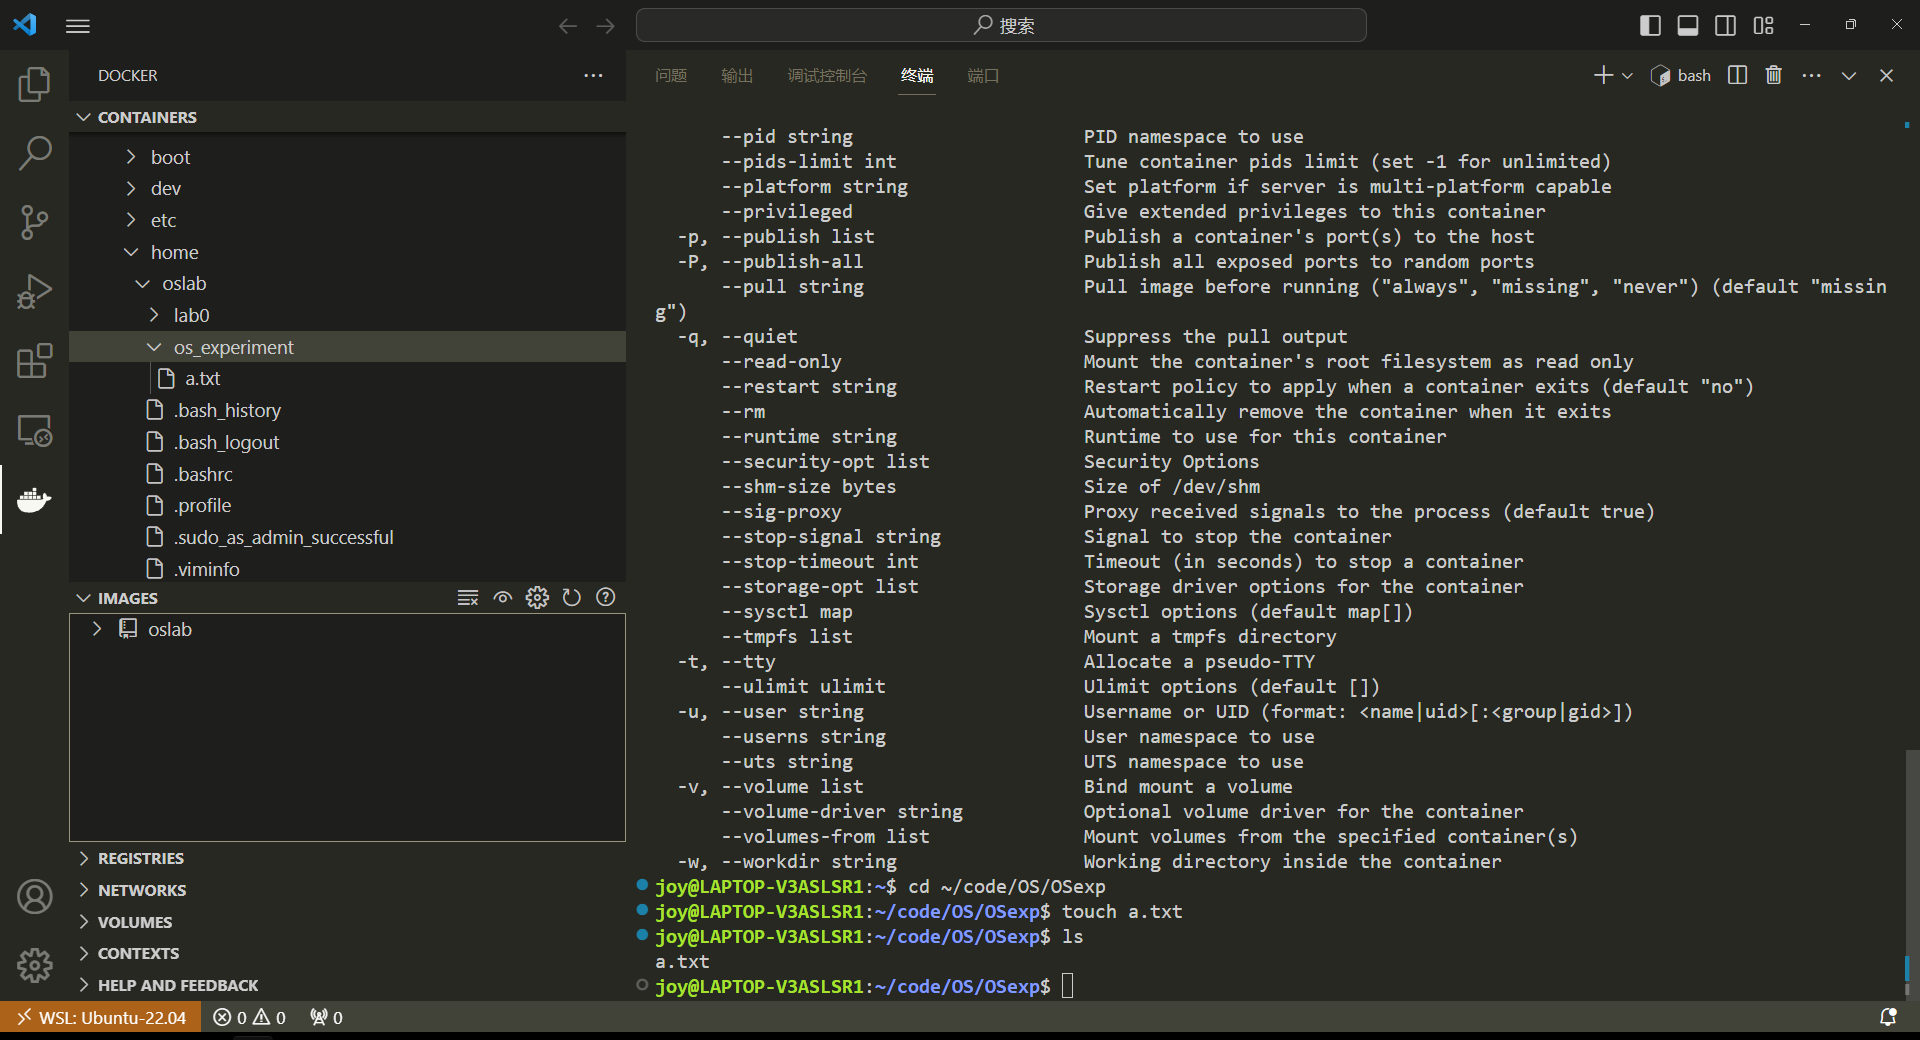 搜索
DOCKER
CONTAINERS
boot
dev
etc
home
oslab
lab0
os_experiment
a.txt
.bash_history
.bash_logout
.bashrc
.profile
.sudo_as_admin_successful
.viminfo
IMAGES
oslab
REGISTRIES
NETWORKS
VOLUMES
CONTEXTS
HELP AND FEEDBACK
问题 输出 调试控制台 终端 端口
bash
--pid string PID namespace to use
--pids-limit int Tune container pids limit (set -1 for unlimited)
--platform string Set platform if server is multi-platform capable
--privileged Give extended privileges to this container
-p, --publish list Publish a container's port(s) to the host
-P, --publish-all Publish all exposed ports to random ports
--pull string Pull image before running ("always", "missing", "never") (default "missin
g")
-q, --quiet Suppress the pull output
--read-only Mount the container's root filesystem as read only
--restart string Restart policy to apply when a container exits (default "no")
--rm Automatically remove the container when it exits
--runtime string Runtime to use for this container
--security-opt list Security Options
--shm-size bytes Size of /dev/shm
--sig-proxy Proxy received signals to the process (default true)
--stop-signal string Signal to stop the container
--stop-timeout int Timeout (in seconds) to stop a container
--storage-opt list Storage driver options for the container
--sysctl map Sysctl options (default map[])
--tmpfs list Mount a tmpfs directory
-t, --tty Allocate a pseudo-TTY
--ulimit ulimit Ulimit options (default [])
-u, --user string Username or UID (format: <name|uid>[:<group|gid>])
--userns string User namespace to use
--uts string UTS namespace to use
-v, --volume list Bind mount a volume
--volume-driver string Optional volume driver for the container
--volumes-from list Mount volumes from the specified container(s)
-w, --workdir string Working directory inside the container
joy@LAPTOP-V3ASLSR1:~$ cd ~/code/OS/OSexp
joy@LAPTOP-V3ASLSR1:~/code/OS/OSexp$ touch a.txt
joy@LAPTOP-V3ASLSR1:~/code/OS/OSexp$ ls
a.txt
joy@LAPTOP-V3ASLSR1:~/code/OS/OSexp$
WSL: Ubuntu-22.04 0 0 0